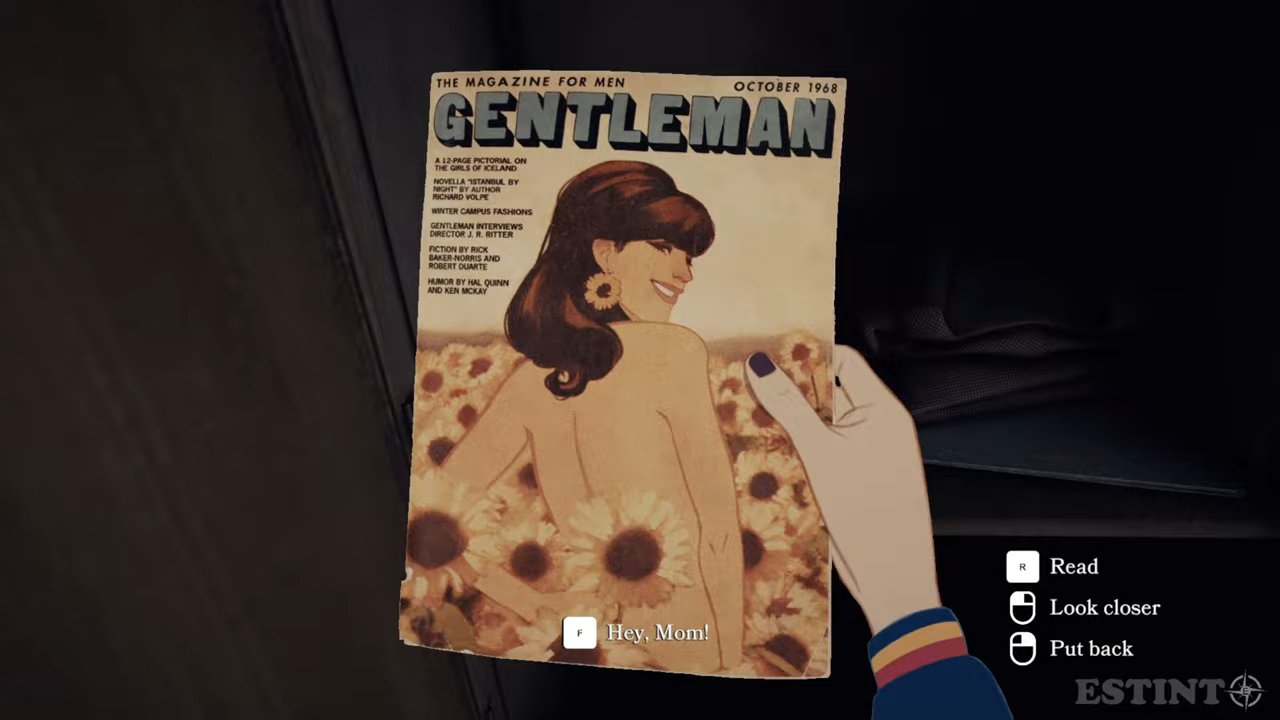 THE MAGAZINE FOR MEN
OCTOBER 1968
GENTLEMAN
A 12-PAGE PICTORIAL ON
THE GIRLS OF ICELAND
NOVELLA "ISTANBUL BY
NIGHT" BY AUTHOR
RICHARD VOLPE
WINTER CAMPUS FASHIONS
GENTLEMAN INTERVIEWS
DIRECTOR J. R. RITTER
FICTION BY RICK
BAKER-NORRIS AND
ROBERT DUARTE
HUMOR BY HAL QUINN
AND KEN MCKAY
F Hey, Mom!
R Read
Look closer
Put back
ESTINT